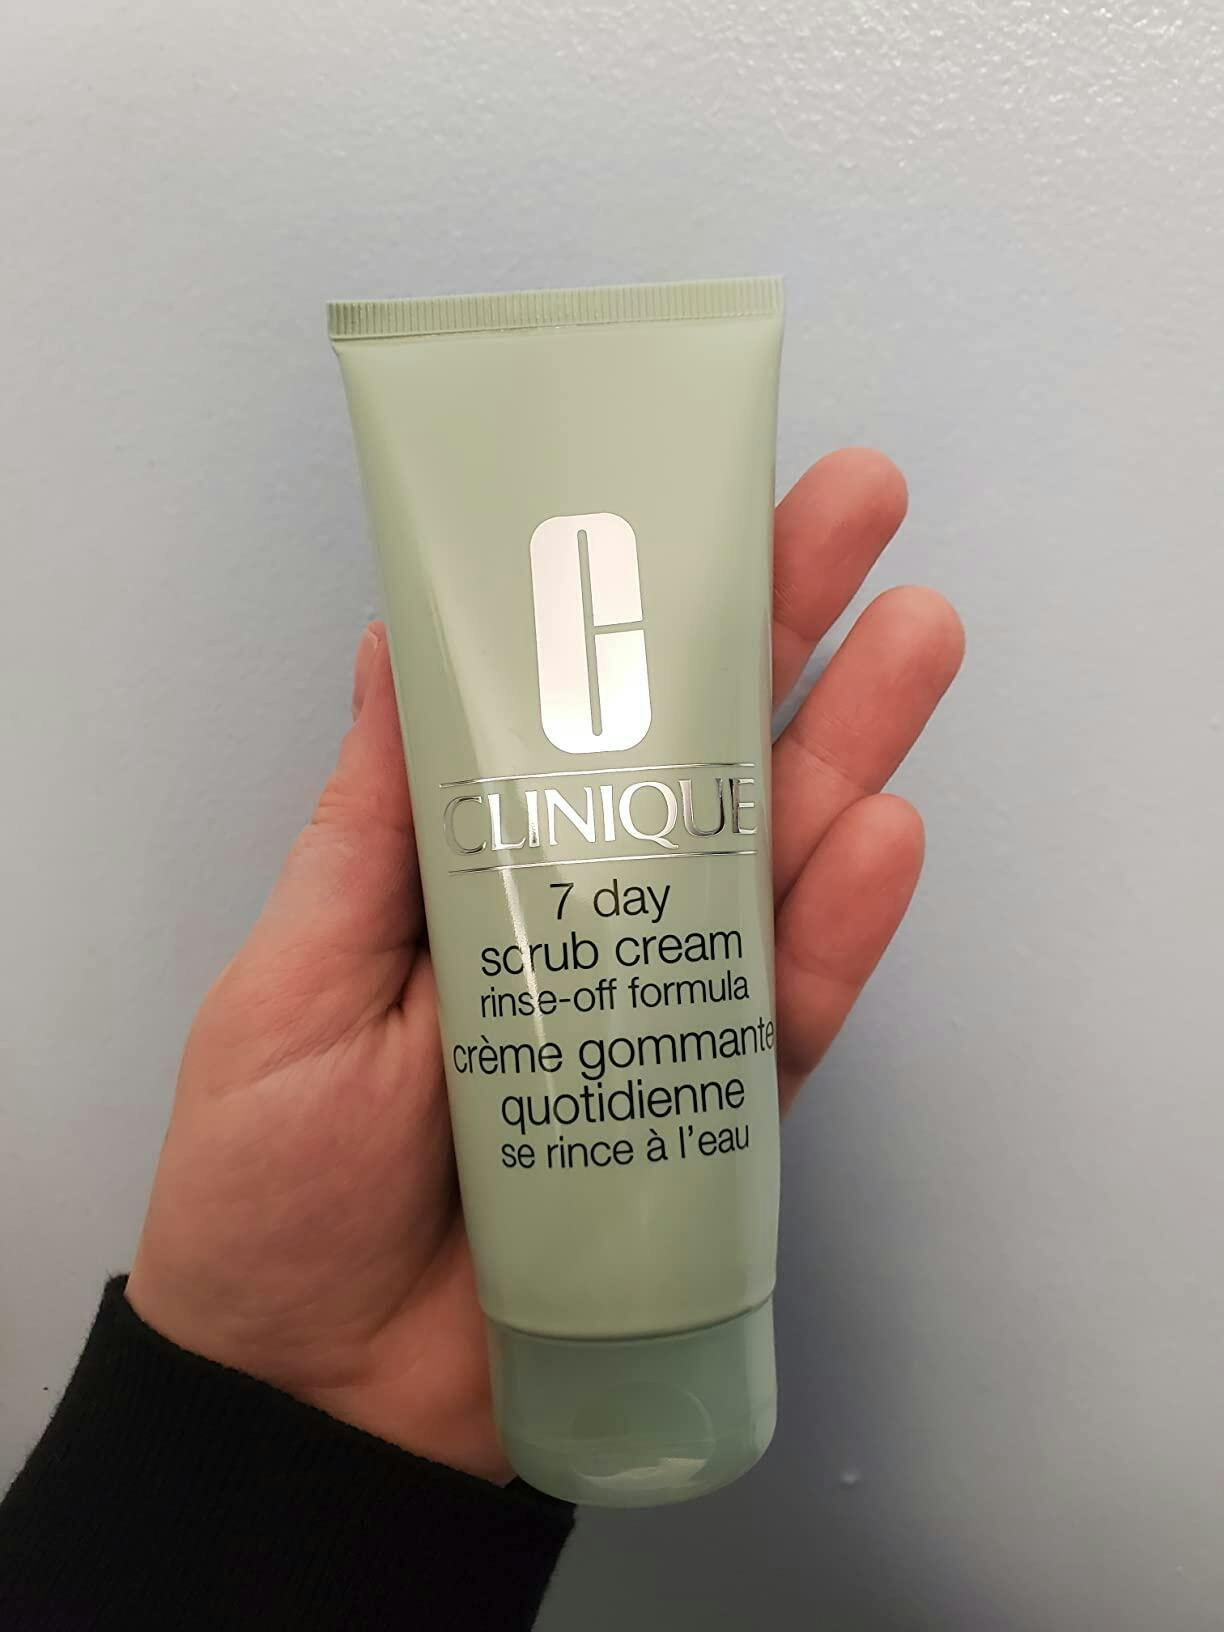 C
CLINIQUE
7 day
scrub cream
rinse-off formula
crème gommante
quotidienne
se rince à l'eau